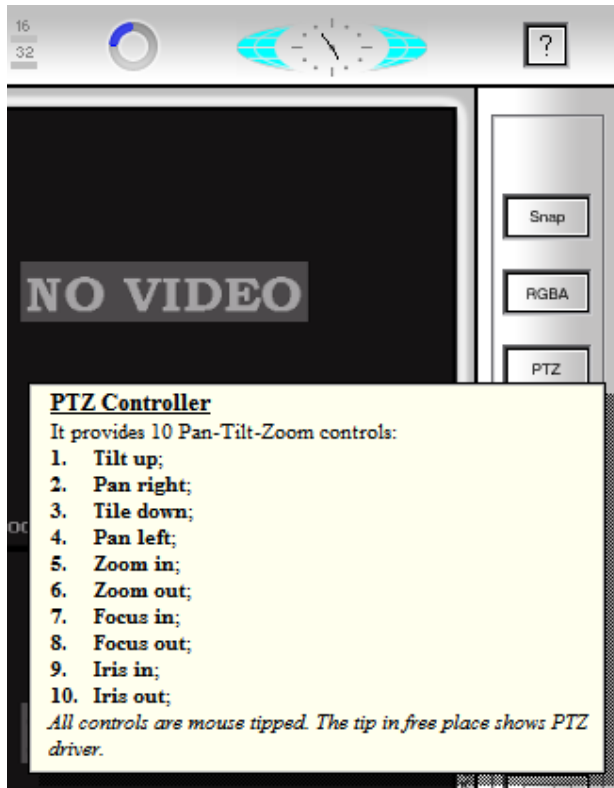 16
32
?
NO VIDEO
Snap
RGBA
PTZ
PTZ Controller
It provides 10 Pan-Tilt-Zoom controls:
1. Tilt up;
2. Pan right;
3. Tile down;
4. Pan left;
5. Zoom in;
6. Zoom out;
7. Focus in;
8. Focus out;
9. Iris in;
10. Iris out;
All controls are mouse tipped. The tip in free place shows PTZ
driver.